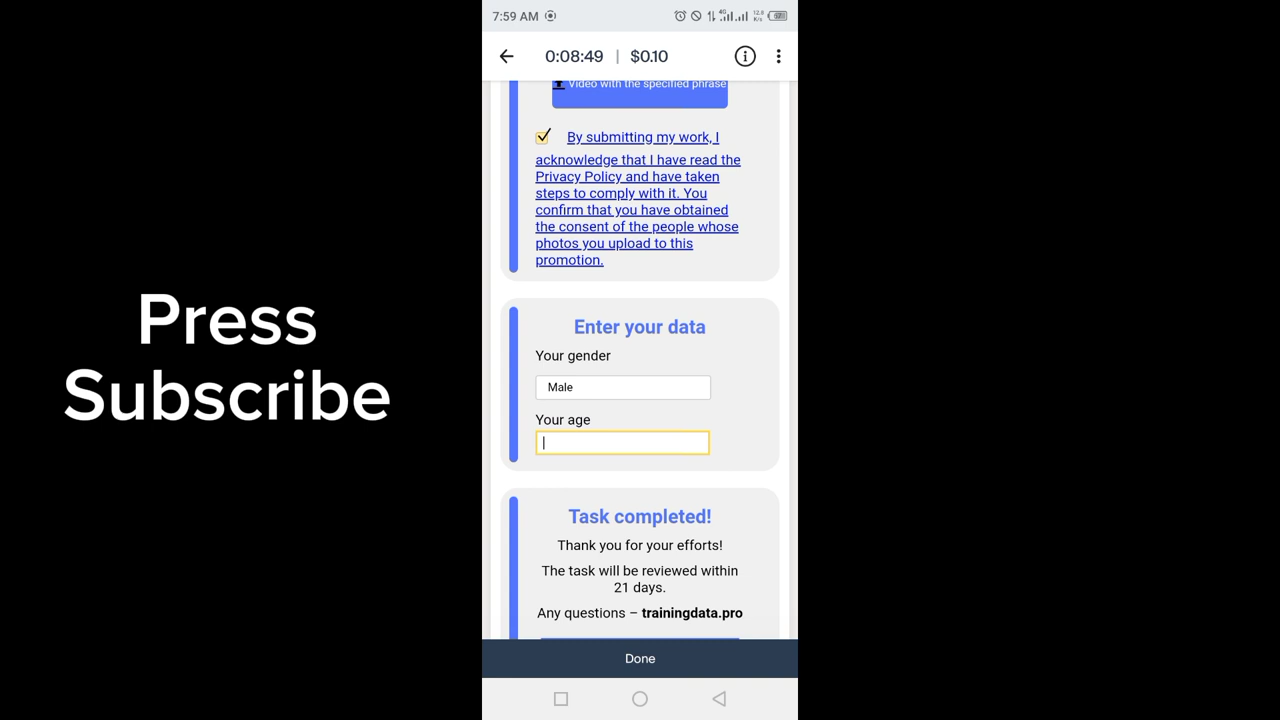 7:59 AM
4G
12.8
K/s
0:08:49 | $0.10
Video with the specified phrase
By submitting my work, I
acknowledge that I have read the
Privacy Policy and have taken
steps to comply with it. You
confirm that you have obtained
the consent of the people whose
photos you upload to this
promotion.
Press
Subscribe
Enter your data
Your gender
Male
Your age
Task completed!
Thank you for your efforts!
The task will be reviewed within
21 days.
Any questions – trainingdata.pro
Done